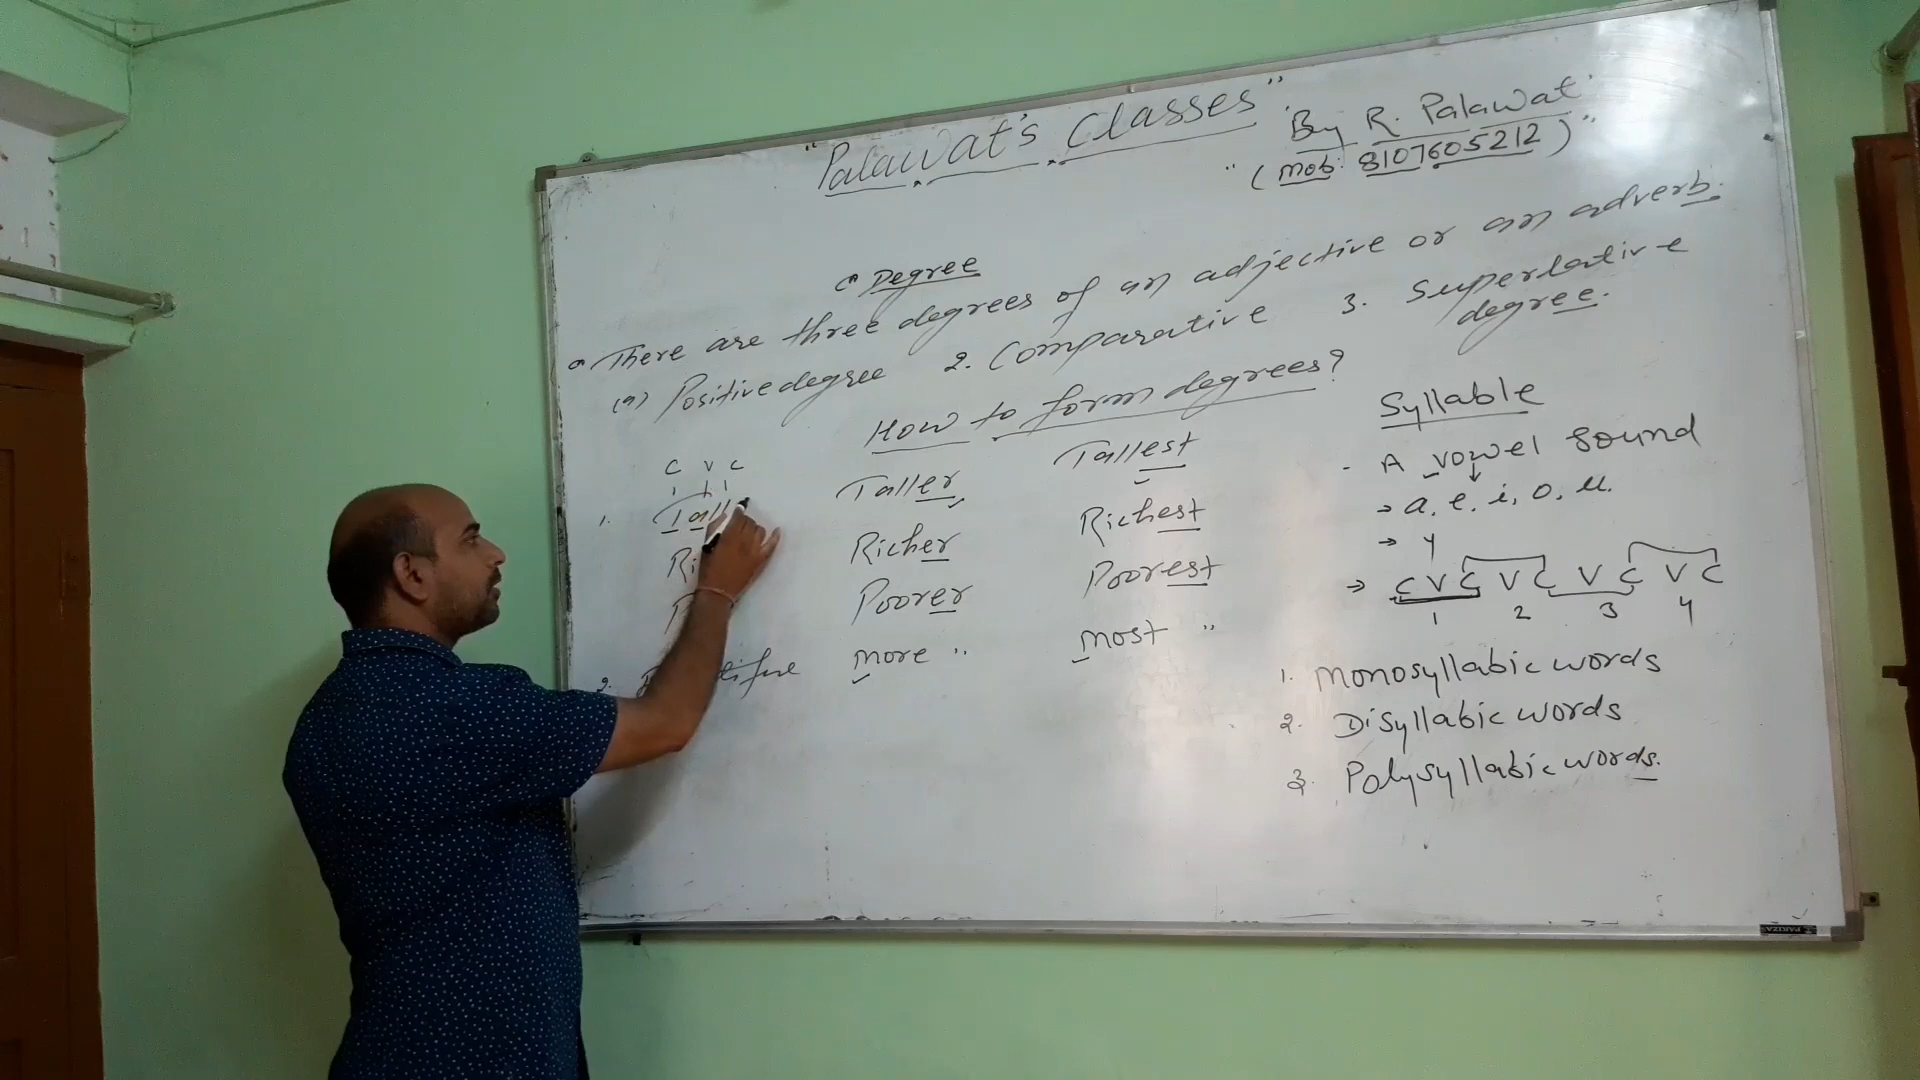 "Palawat's Classes"
"By R. Palawat"
"(Mob: 8107605212)"
Degree
There are three degrees of an adjective or an adverb.
(a) Positive degree 2. Comparative 3. Superlative degree.
How to form degrees?
C V C
1. Tall Taller Tallest
Richer Richest
Poorer Poorest
2. more " most "
Syllable
- A vowel sound
→ a, e, i, o, u.
→ y
→ C V C V C V C V C
1 2 3 4
1. Monosyllabic words
2. Disyllabic words
3. Polysyllabic words.
PARIZA